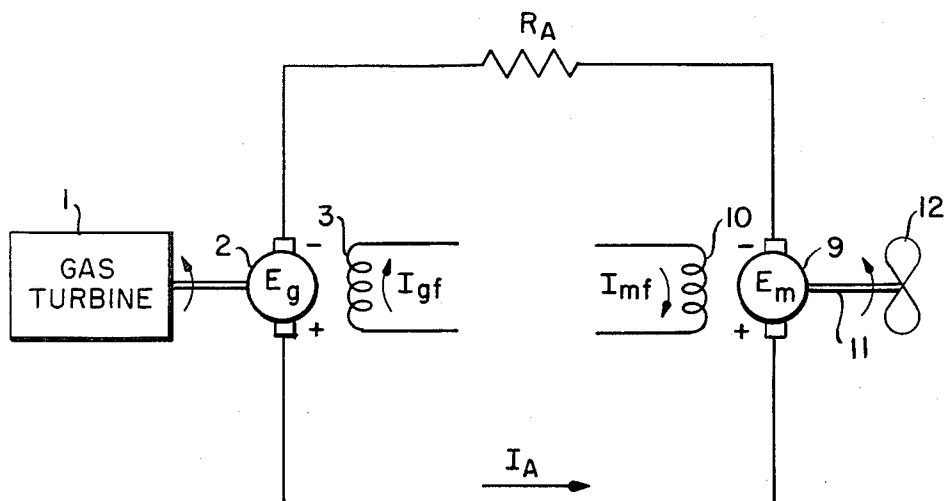 R_A
1
GAS
TURBINE
2
E_g
-
+
3
I_gf
I_mf
10
-
+
E_m
9
12
11
I_A